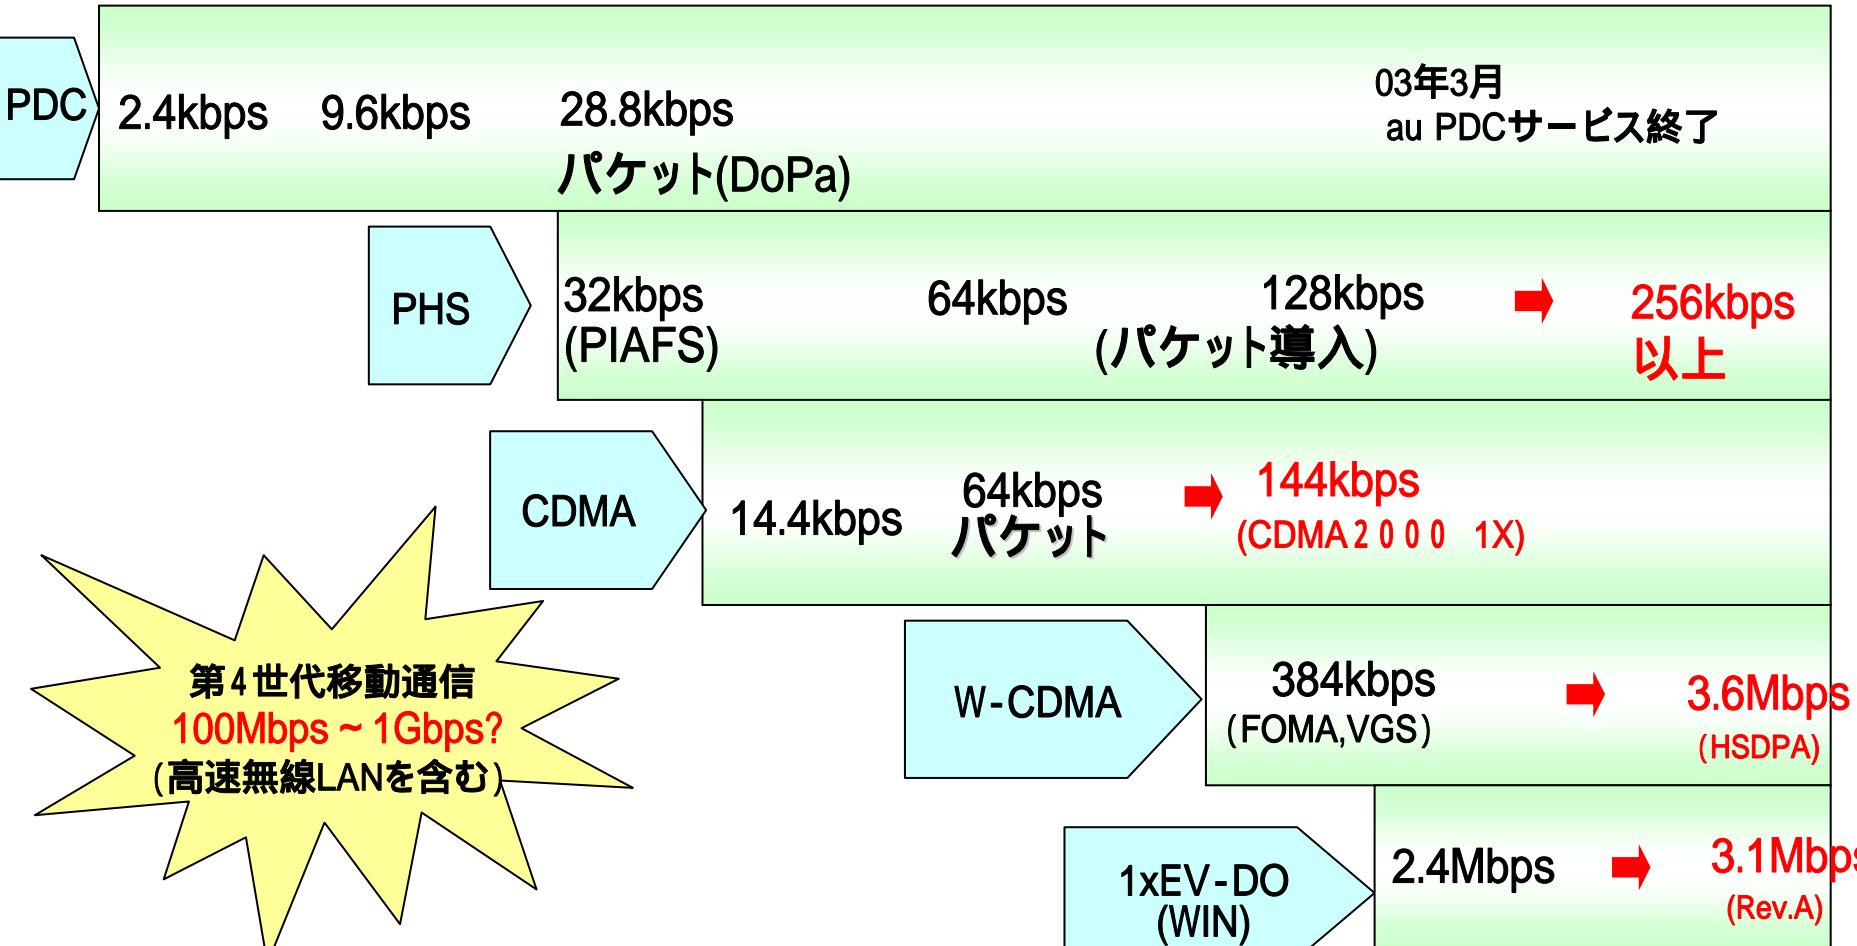 PDC
2.4kbps
9.6kbps
28.8kbps
パケット(DoPa)
03年3月
au PDCサービス終了
PHS
32kbps
(PIAFS)
64kbps
128kbps
(パケット導入)
256kbps
以上
CDMA
14.4kbps
64kbps
パケット
144kbps
(CDMA2000 1X)
第4世代移動通信
100Mbps ~ 1Gbps?
(高速無線LANを含む)
W-CDMA
384kbps
(FOMA,VGS)
3.6Mbps
(HSDPA)
1xEV-DO
(WIN)
2.4Mbps
3.1Mbps
(Rev.A)